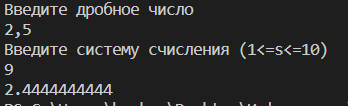 Введите дробное число
2,5
Введите систему счисления (1<=s<=10)
9
2.4444444444